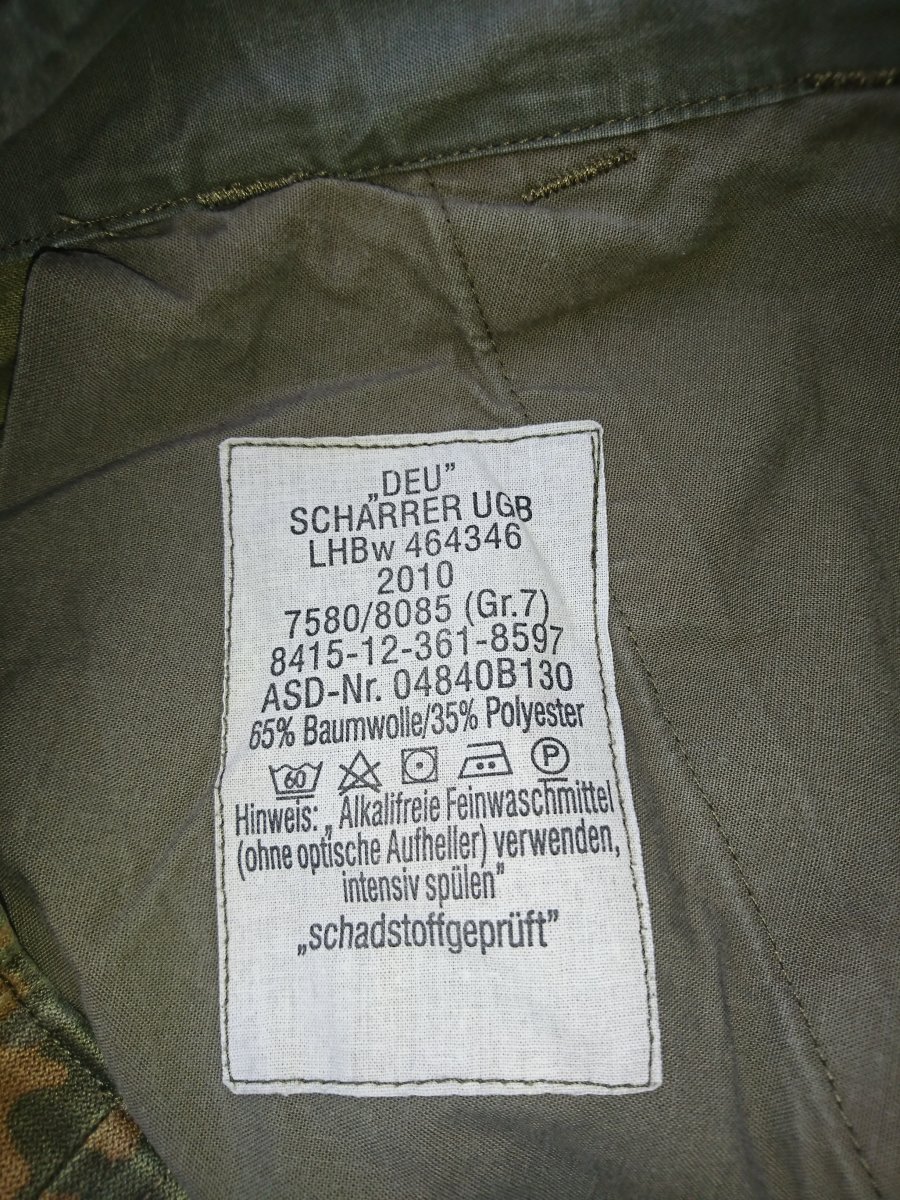 „DEU”
SCHARRER UGB
LHBw 464346
2010
7580/8085 (Gr.7)
8415-12-361-8597
ASD-Nr. 04840B130
65% Baumwolle/35% Polyester
60 P
Hinweis: „ Alkalifreie Feinwaschmittel
(ohne optische Aufheller) verwenden,
intensiv spülen”
„schadstoffgeprüft”